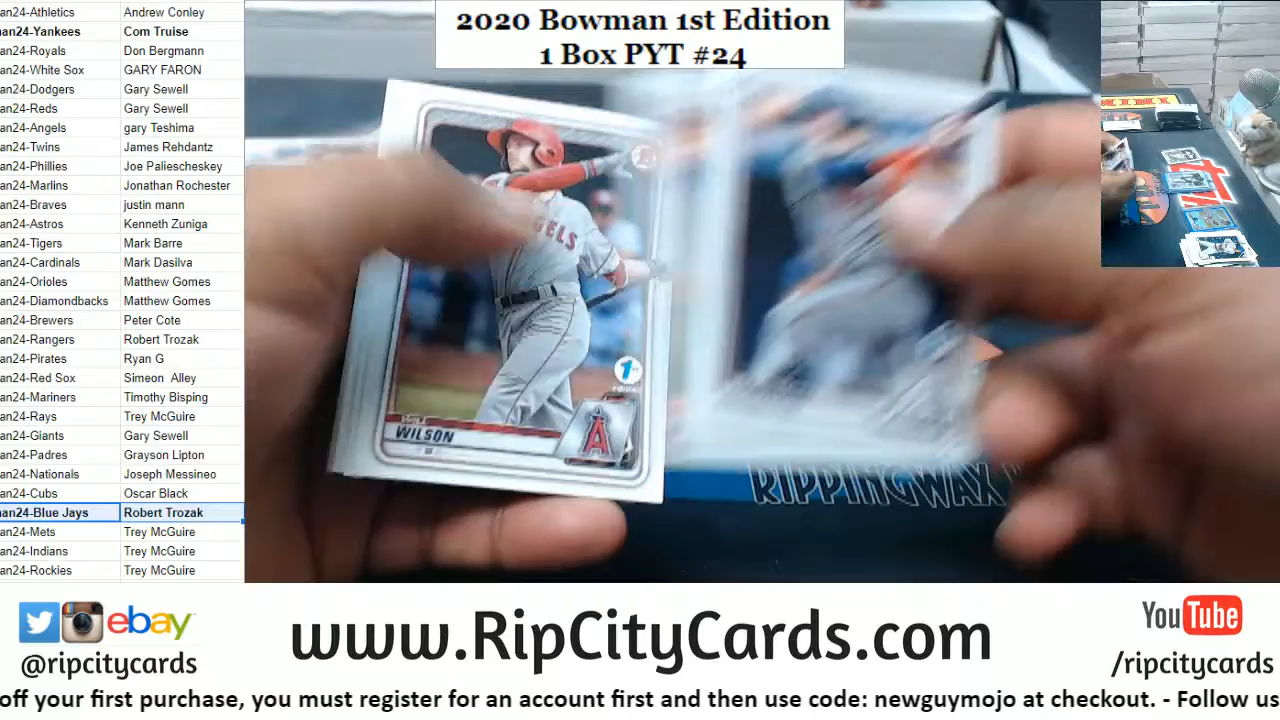 2020 Bowman 1st Edition
1 Box PYT #24
an24-Athletics Andrew Conley
nan24-Yankees Com Truise
an24-Royals Don Bergmann
an24-White Sox GARY FARON
an24-Dodgers Gary Sewell
an24-Reds Gary Sewell
an24-Angels gary Teshima
an24-Twins James Rehdantz
an24-Phillies Joe Paliescheskey
an24-Marlins Jonathan Rochester
an24-Braves justin mann
an24-Astros Kenneth Zuniga
an24-Tigers Mark Barre
an24-Cardinals Mark Dasilva
an24-Orioles Matthew Gomes
an24-Diamondbacks Matthew Gomes
an24-Brewers Peter Cote
an24-Rangers Robert Trozak
an24-Pirates Ryan G
an24-Red Sox Simeon Alley
an24-Mariners Timothy Bisping
an24-Rays Trey McGuire
an24-Giants Gary Sewell
an24-Padres Grayson Lipton
an24-Nationals Joseph Messineo
an24-Cubs Oscar Black
an24-Blue Jays Robert Trozak
an24-Mets Trey McGuire
an24-Indians Trey McGuire
an24-Rockies Trey McGuire
GELS
1st
EDITION
WILSON
A
RIPPINGWAX
ebay
@ripcitycards
www.RipCityCards.com
YouTube
/ripcitycards
off your first purchase, you must register for an account first and then use code: newguymojo at checkout. - Follow us